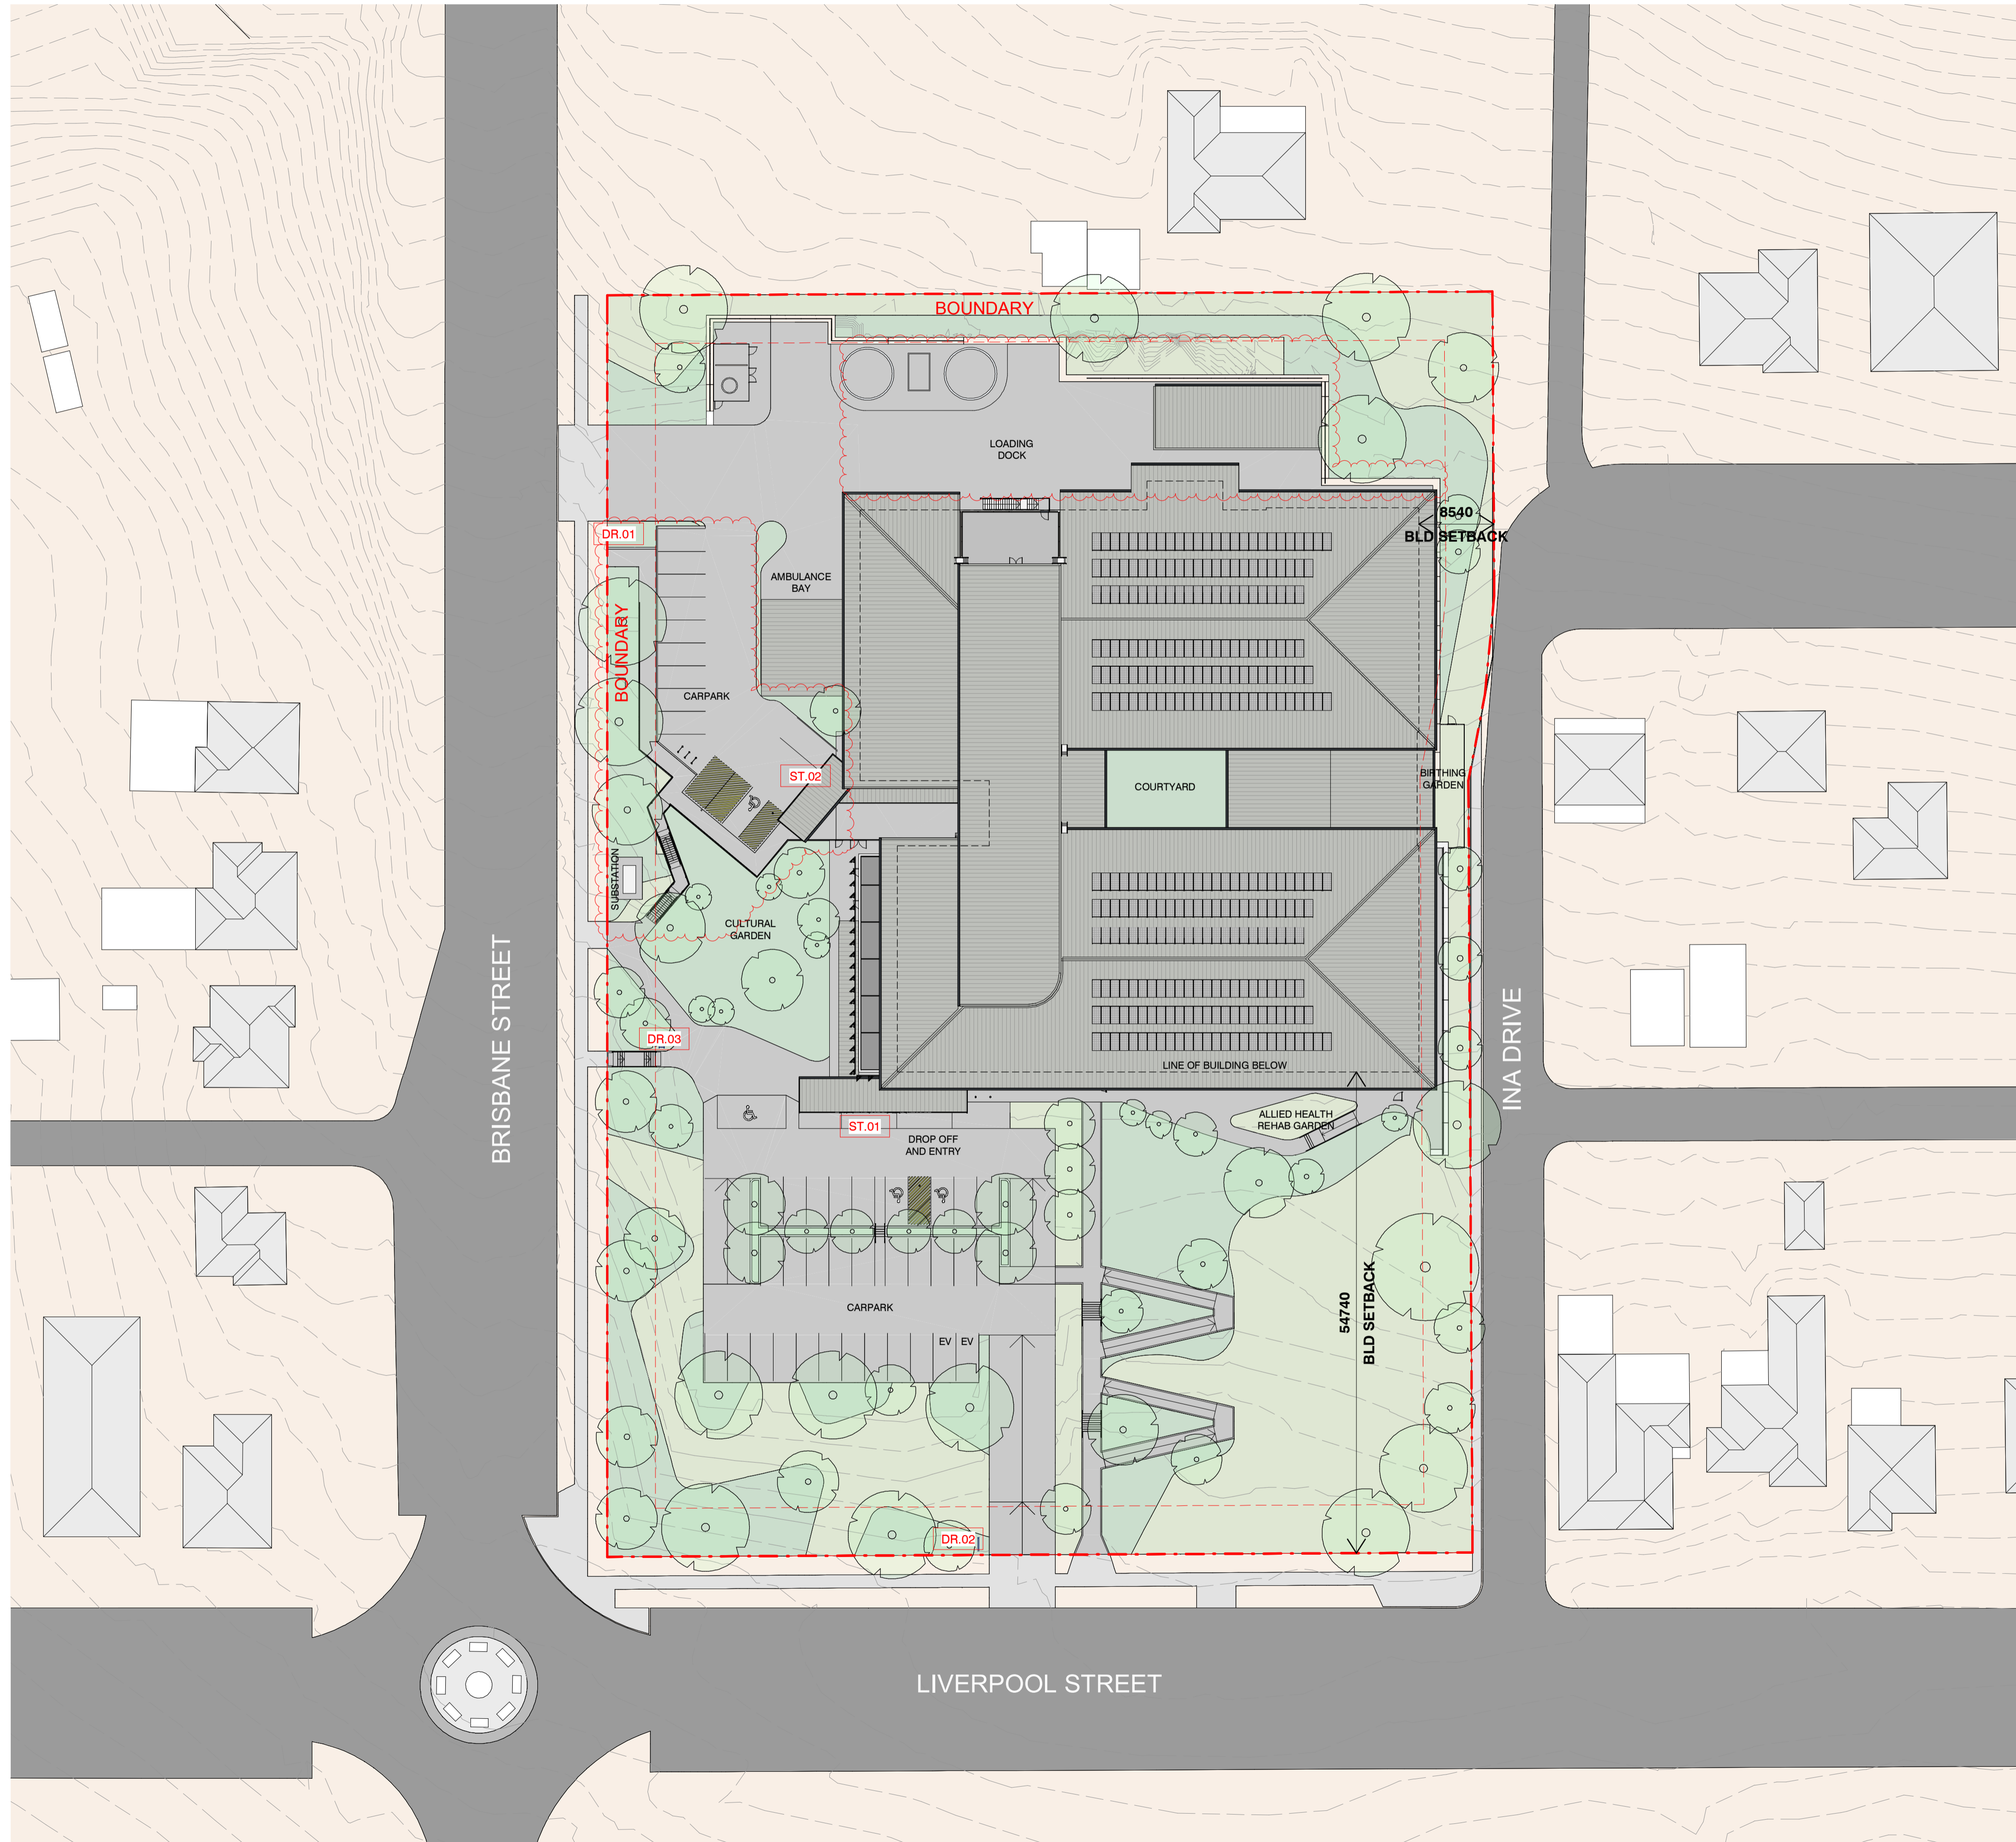 BOUNDARY
LOADING
DOCK
8540
BLD SETBACK
DR.01
AMBULANCE
BAY
BOUNDARY
CARPARK
ST.02
COURTYARD
BIRTHING
GARDEN
SUBSTATION
CULTURAL
GARDEN
BRISBANE STREET
INA DRIVE
DR.03
LINE OF BUILDING BELOW
ST.01
ALLIED HEALTH
REHAB GARDEN
DROP OFF
AND ENTRY
54740
BLD SETBACK
CARPARK
EV EV
DR.02
LIVERPOOL STREET